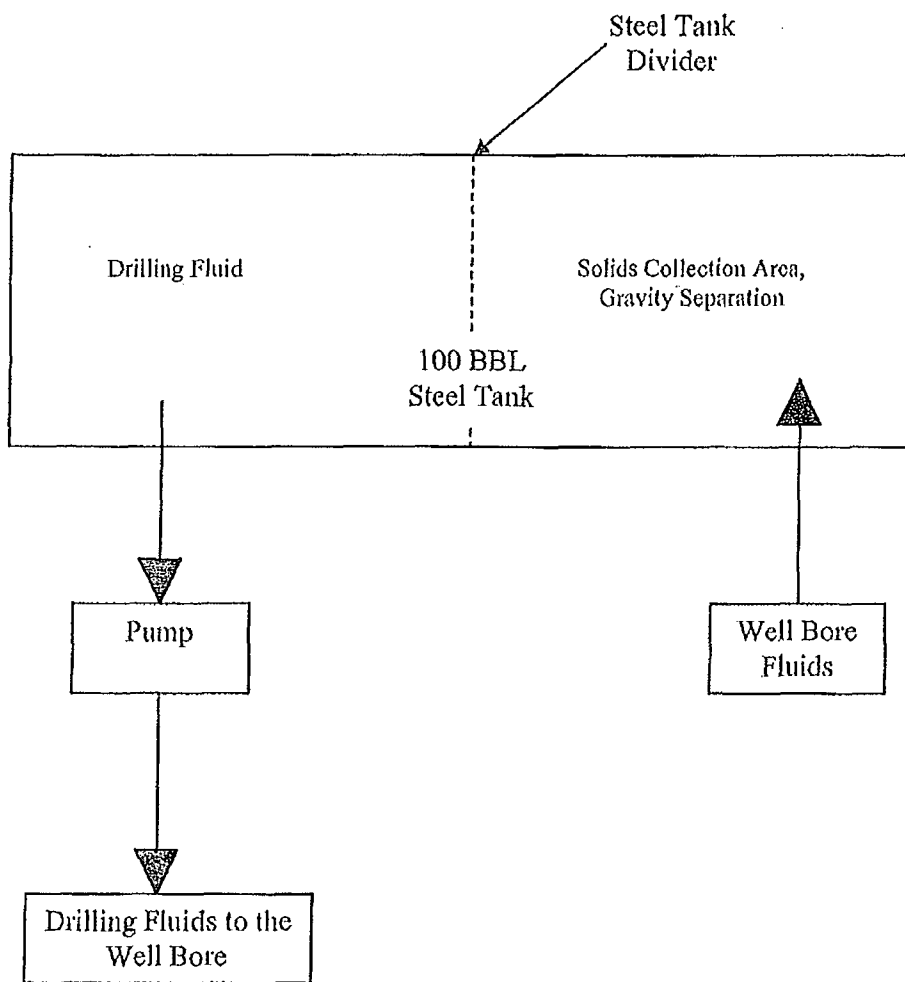 Steel Tank
Divider
Drilling Fluid
Solids Collection Area,
Gravity Separation
100 BBL
Steel Tank
Pump
Well Bore
Fluids
Drilling Fluids to the
Well Bore